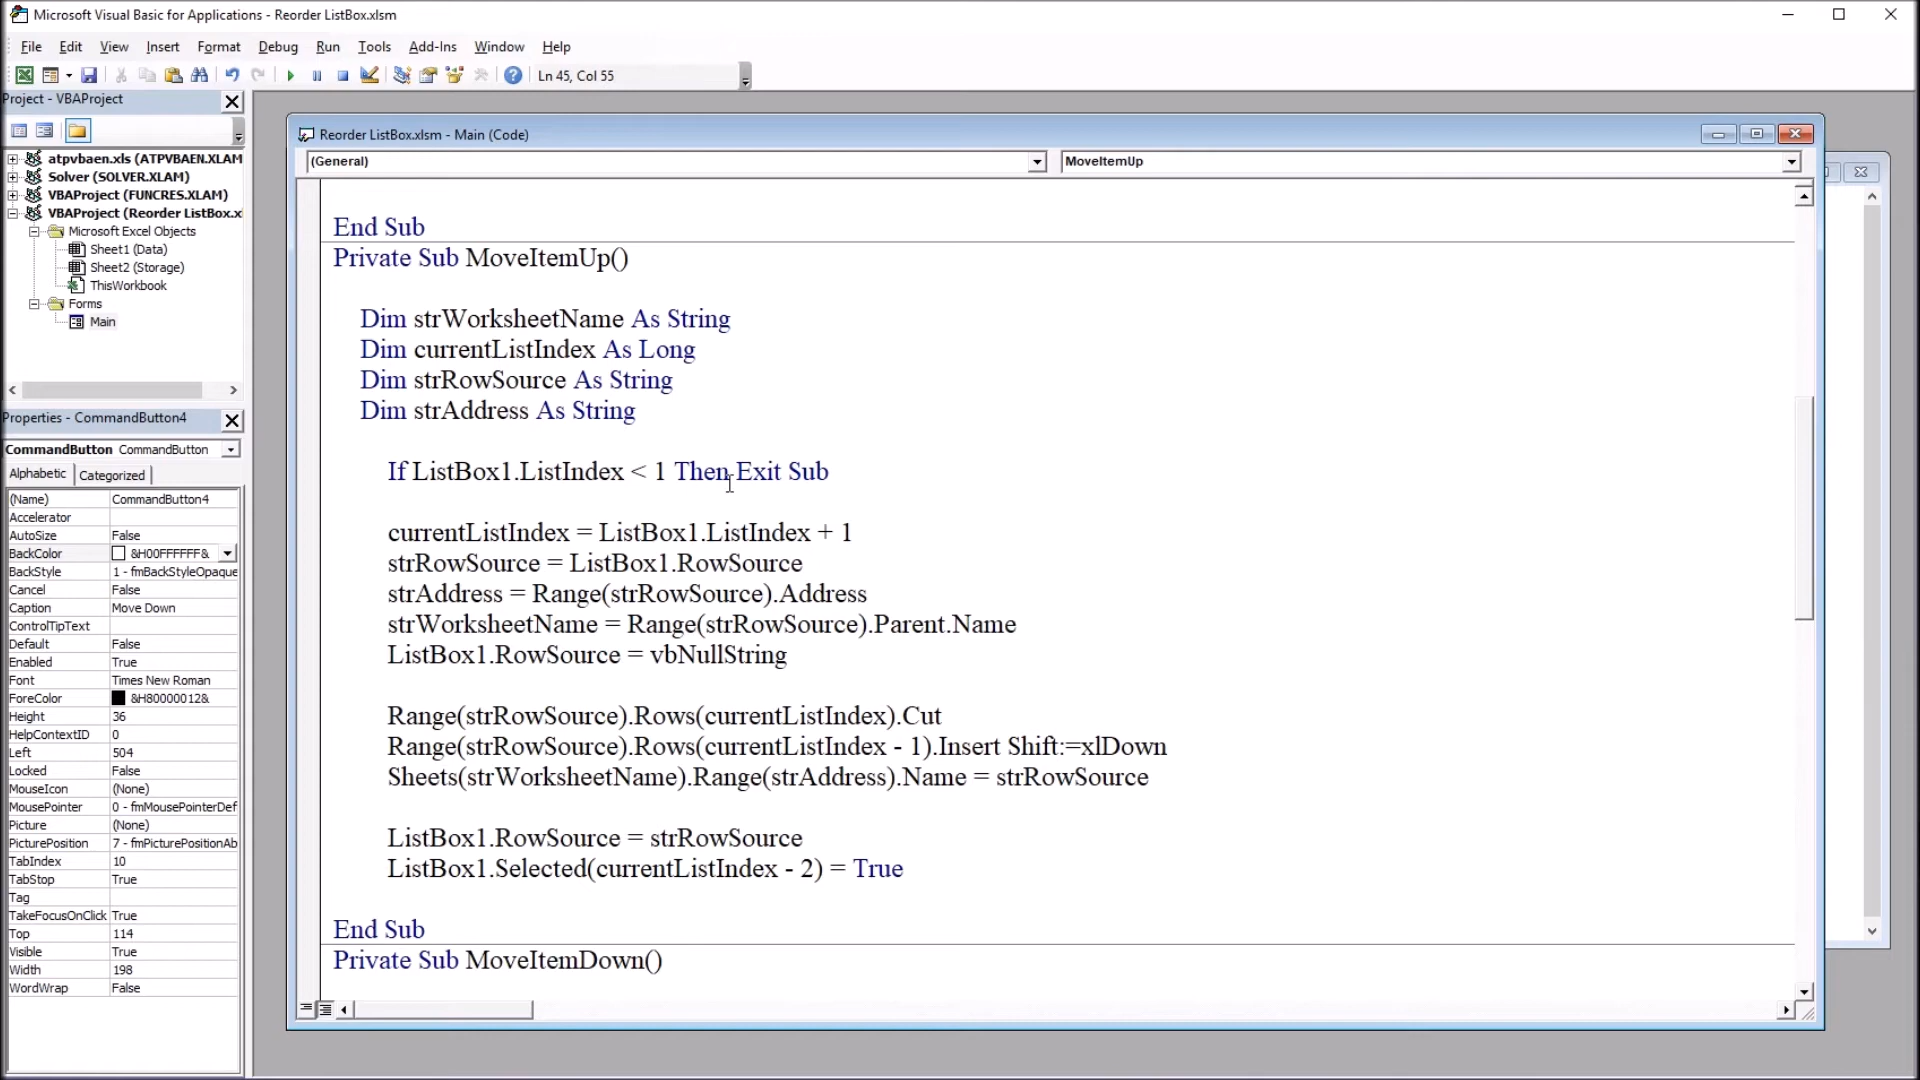 Microsoft Visual Basic for Applications - Reorder ListBox.xlsm
File Edit View Insert Format Debug Run Tools Add-Ins Window Help
Ln 45, Col 55
Project - VBAProject
atpvbaen.xls (ATPVBAEN.XLAM
Solver (SOLVER.XLAM)
VBAProject (FUNCRES.XLAM)
VBAProject (Reorder ListBox.x
Microsoft Excel Objects
Sheet1 (Data)
Sheet2 (Storage)
ThisWorkbook
Forms
Main
Properties - CommandButton4
CommandButton CommandButton
Alphabetic Categorized
(Name) CommandButton4
Accelerator
AutoSize False
BackColor &H00FFFFFF&
BackStyle 1 - fmBackStyleOpaque
Cancel False
Caption Move Down
ControlTipText
Default False
Enabled True
Font Times New Roman
ForeColor &H80000012&
Height 36
HelpContextID 0
Left 504
Locked False
MouseIcon (None)
MousePointer 0 - fmMousePointerDef
Picture (None)
PicturePosition 7 - fmPicturePositionAb
TabIndex 10
TabStop True
Tag
TakeFocusOnClick True
Top 114
Visible True
Width 198
WordWrap False
Reorder ListBox.xlsm - Main (Code)
(General) MoveItemUp
End Sub
Private Sub MoveItemUp()
Dim strWorksheetName As String
Dim currentListIndex As Long
Dim strRowSource As String
Dim strAddress As String
If ListBox1.ListIndex < 1 Then Exit Sub
currentListIndex = ListBox1.ListIndex + 1
strRowSource = ListBox1.RowSource
strAddress = Range(strRowSource).Address
strWorksheetName = Range(strRowSource).Parent.Name
ListBox1.RowSource = vbNullString
Range(strRowSource).Rows(currentListIndex).Cut
Range(strRowSource).Rows(currentListIndex - 1).Insert Shift:=xlDown
Sheets(strWorksheetName).Range(strAddress).Name = strRowSource
ListBox1.RowSource = strRowSource
ListBox1.Selected(currentListIndex - 2) = True
End Sub
Private Sub MoveItemDown()